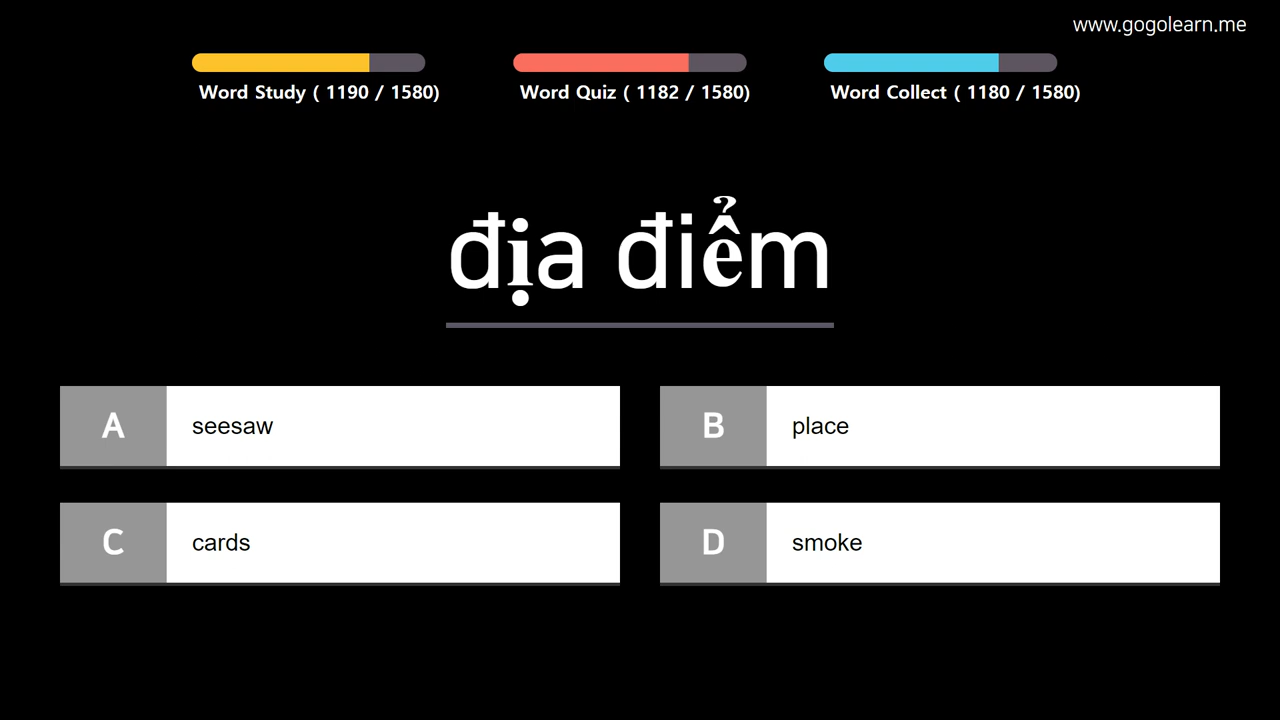 www.gogolearn.me
Word Study ( 1190 / 1580)
Word Quiz ( 1182 / 1580)
Word Collect ( 1180 / 1580)
địa điểm
A seesaw
B place
C cards
D smoke